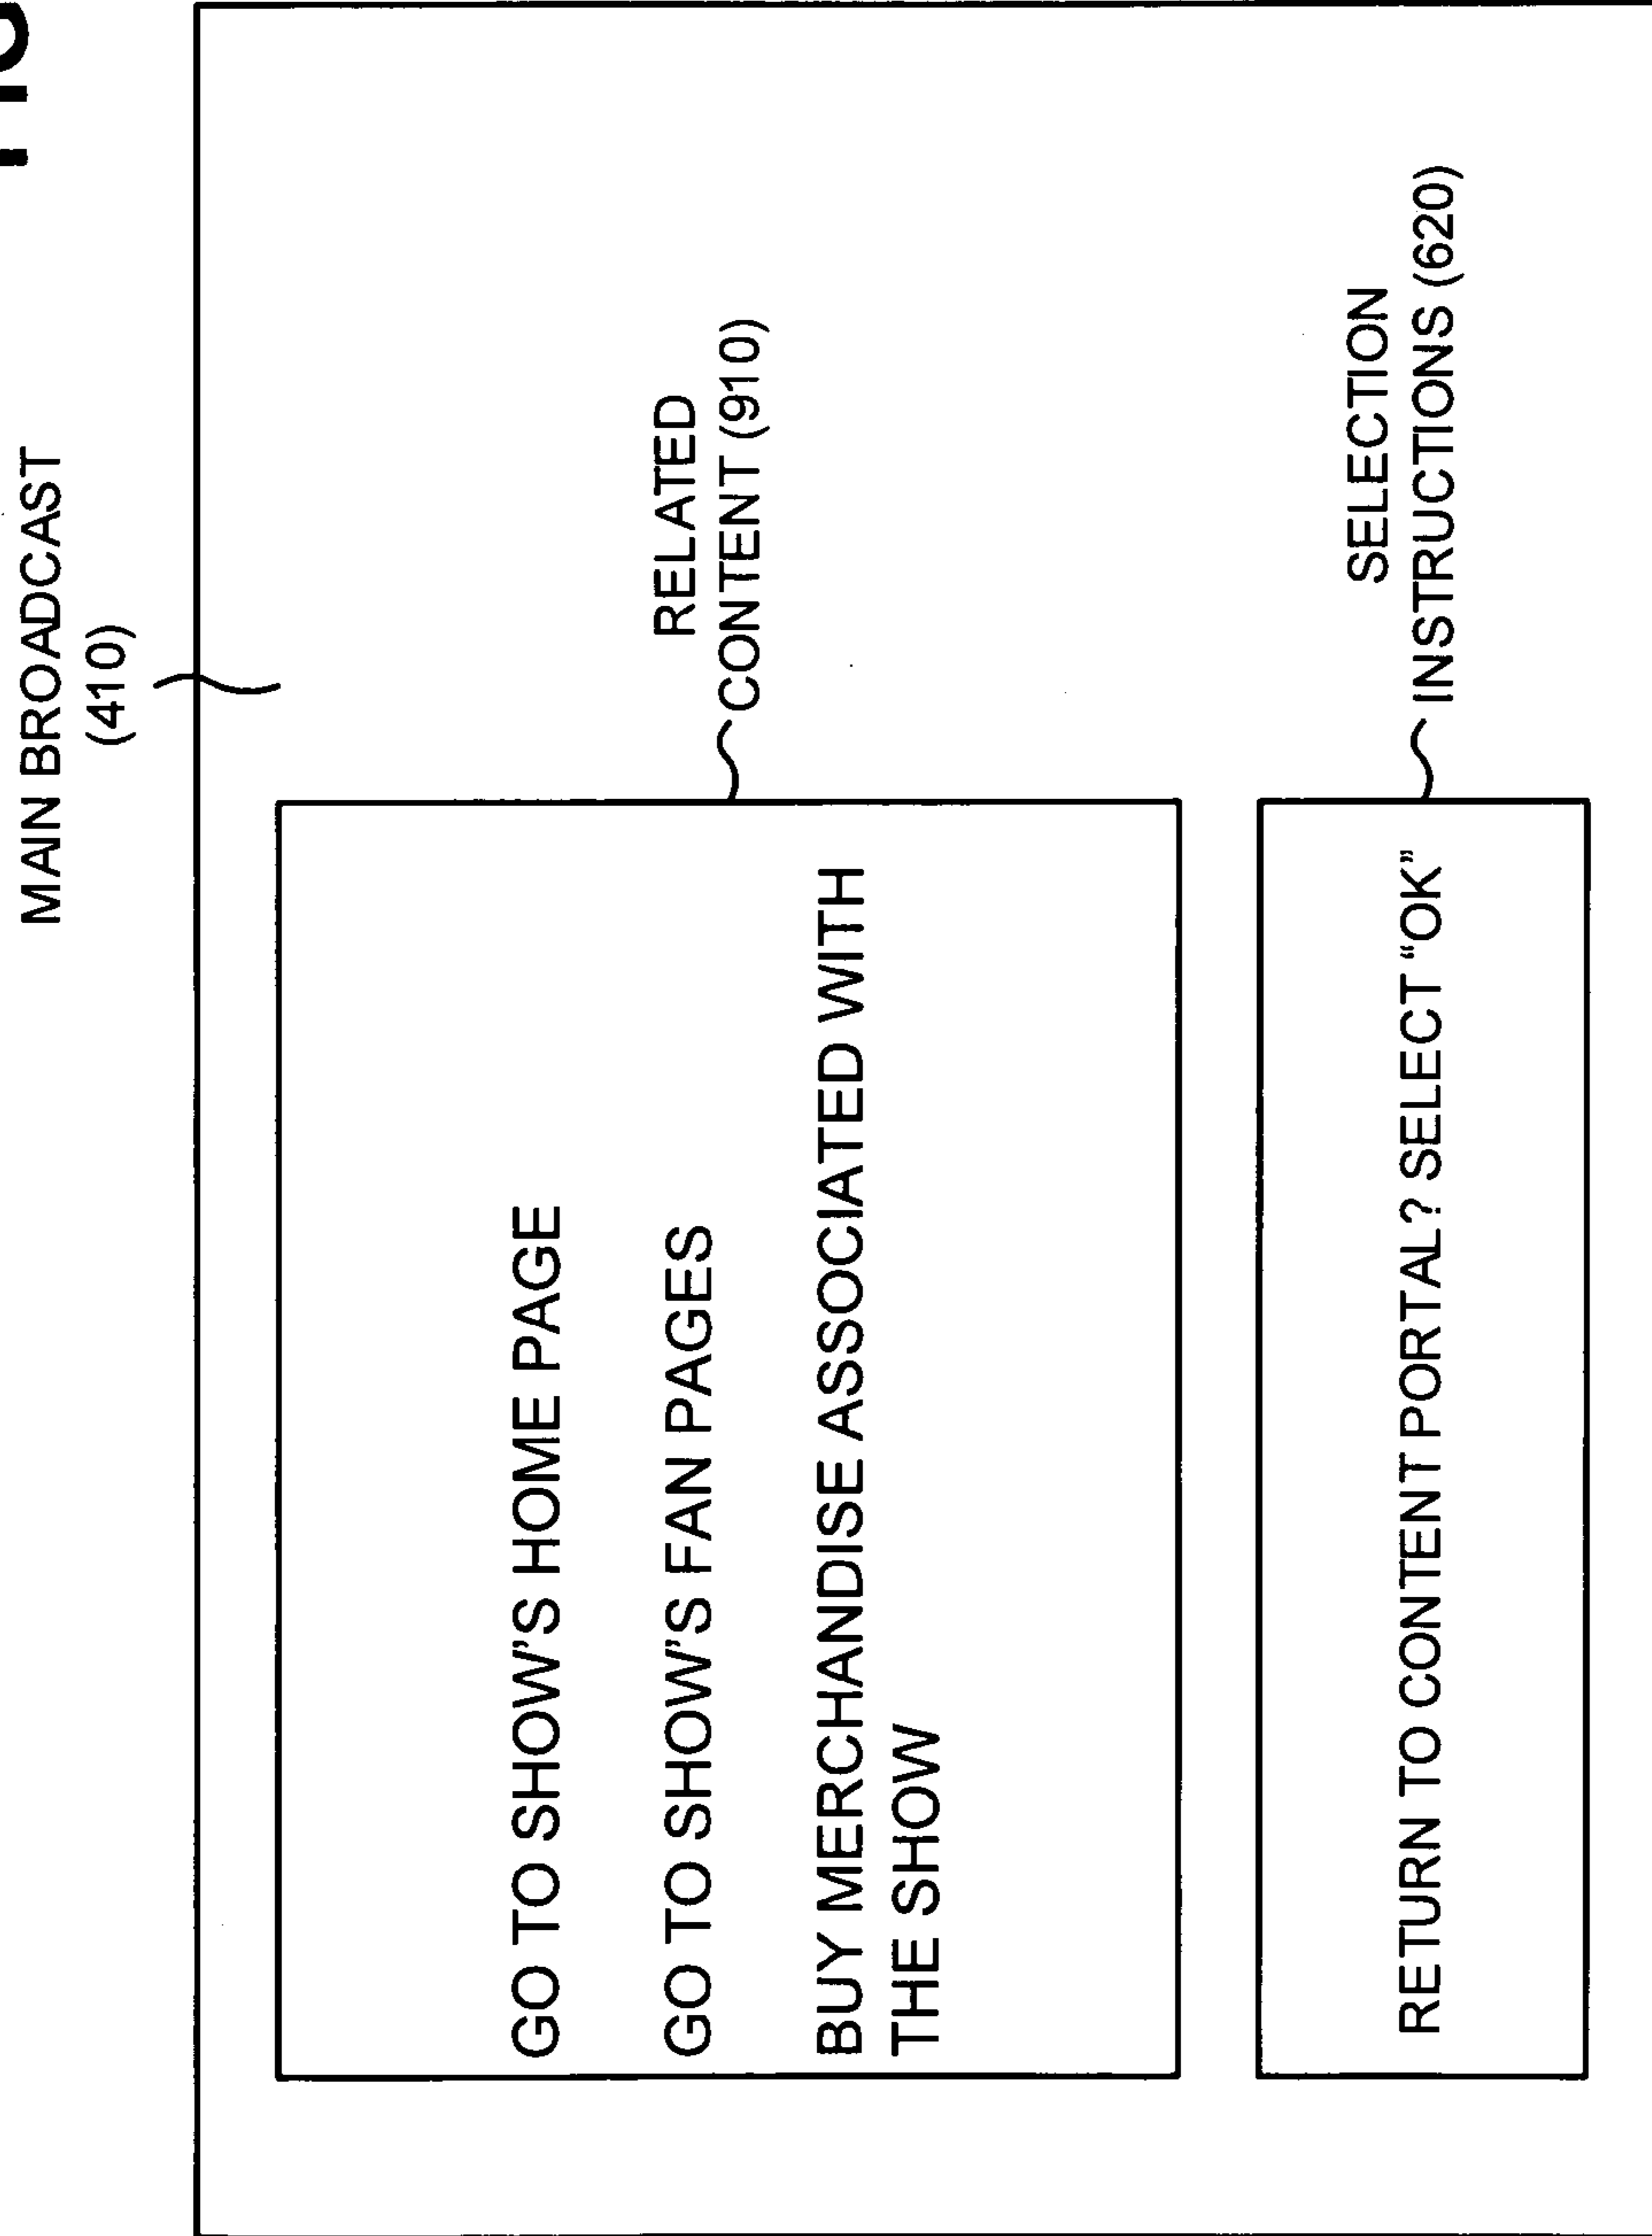 MAIN BROADCAST
(410)
GO TO SHOW'S HOME PAGE
GO TO SHOW'S FAN PAGES
BUY MERCHANDISE ASSOCIATED WITH
THE SHOW
RELATED
CONTENT (910)
RETURN TO CONTENT PORTAL? SELECT “OK”
SELECTION
INSTRUCTIONS (620)